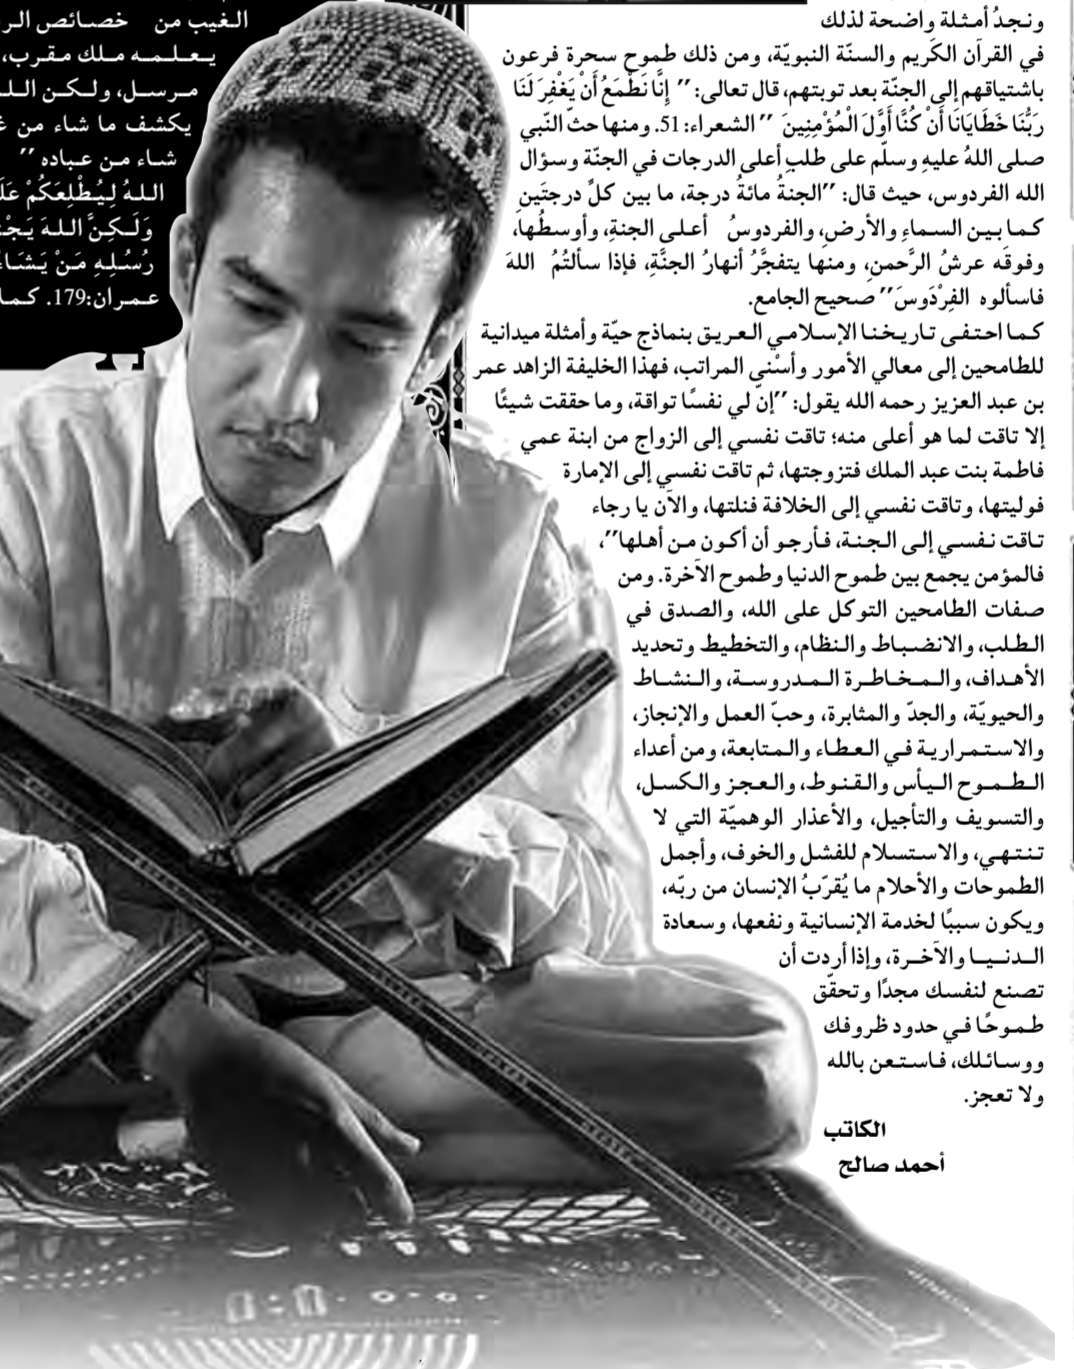 ونجدُ أمثلة واضحة لذلك
في القرآن الكَريم والسنّة النبويّة، ومن ذلك طموح سحرة فرعون
باشتياقهم إلى الجنّة بعد توبتهم، قال تعالى: ” إِنَّا نَطْمَعُ أَنْ يَغْفِرَ لَنَا
رَبُّنَا خَطَايَانَا أَنْ كُنَّا أَوَّلَ الْمُؤْمِنِينَ ” الشعراء:51. ومنها حثّ النّبي
صلى اللهُ عليهِ وسلّم على طلبِ أعلى الدرجات في الجنّة وسؤال
الله الفردوس، حيث قال: ”الجنةُ مائةُ درجة، ما بين كلِّ درجتَينِ
كما بين السماءِ والأرضِ، والفردوسُ أعلى الجنةِ، وأوسطُها،
وفوقَه عرشُ الرَّحمنِ، ومنها يتفجَّرُ أنهارُ الجنَّةِ، فإذا سألتُمُ اللهَ
فاسألوه الفِرْدَوسَ” صحيح الجامع.
كما احتفى تاريخنا الإسلامي العريق بنماذج حيّة وأمثلة ميدانية
للطامحين إلى معالي الأمور وأسْنى المراتب، فهذا الخليفة الزاهد عمر
بن عبد العزيز رحمه الله يقول: ”إنّ لي نفسًا تواقة، وما حققت شيئًا
إلا تاقت لما هو أعلى منه؛ تاقت نفسي إلى الزواج من ابنة عمي
فاطمة بنت عبد الملك فتزوجتها، ثم تاقت نفسي إلى الإمارة
فوليتها، وتاقت نفسي إلى الخلافة فنلتها، والآن يا رجاء
تاقت نفسي إلى الجنة، فأرجو أن أكون من أهلها”،
فالمؤمن يجمع بين طموح الدنيا وطموح الآخرة. ومن
صفات الطامحين التوكل على الله، والصدق في
الطلب، والانضباط والنظام، والتخطيط وتحديد
الأهداف، والمخاطرة المدروسة، والنشاط
والحيويّة، والجدّ والمثابرة، وحبّ العمل والإنجاز،
والاستمرارية في العطاء والمتابعة، ومن أعداء
الطموح اليأس والقنوط، والعجز والكسل،
والتسويف والتأجيل، والأعذار الوهميّة التي لا
تنتهي، والاستسلام للفشل والخوف، وأجمل
الطموحات والأحلام ما يُقرّبُ الإنسان من ربّه،
ويكون سببًا لخدمة الإنسانية ونفعها، وسعادة
الدنيا والآخرة، وإذا أردت أن
تصنع لنفسك مجدًا وتحقّق
طموحًا في حدود ظروفك
ووسائلك، فاستعن بالله
ولا تعجز.
الكاتب
أحمد صالح
الغيب من خصائص الر
يعلمه ملك مقرب،
مرسل، ولكن اللـ
يكشف ما شاء من غـ
شاء من عباده ”
اللهُ لِيُطْلِعَكُمْ عَلَـ
وَلَكِنَّ اللهَ يَجْتـ
رُسُلِهِ مَنْ يَشَاءُ
عمران:179. كما